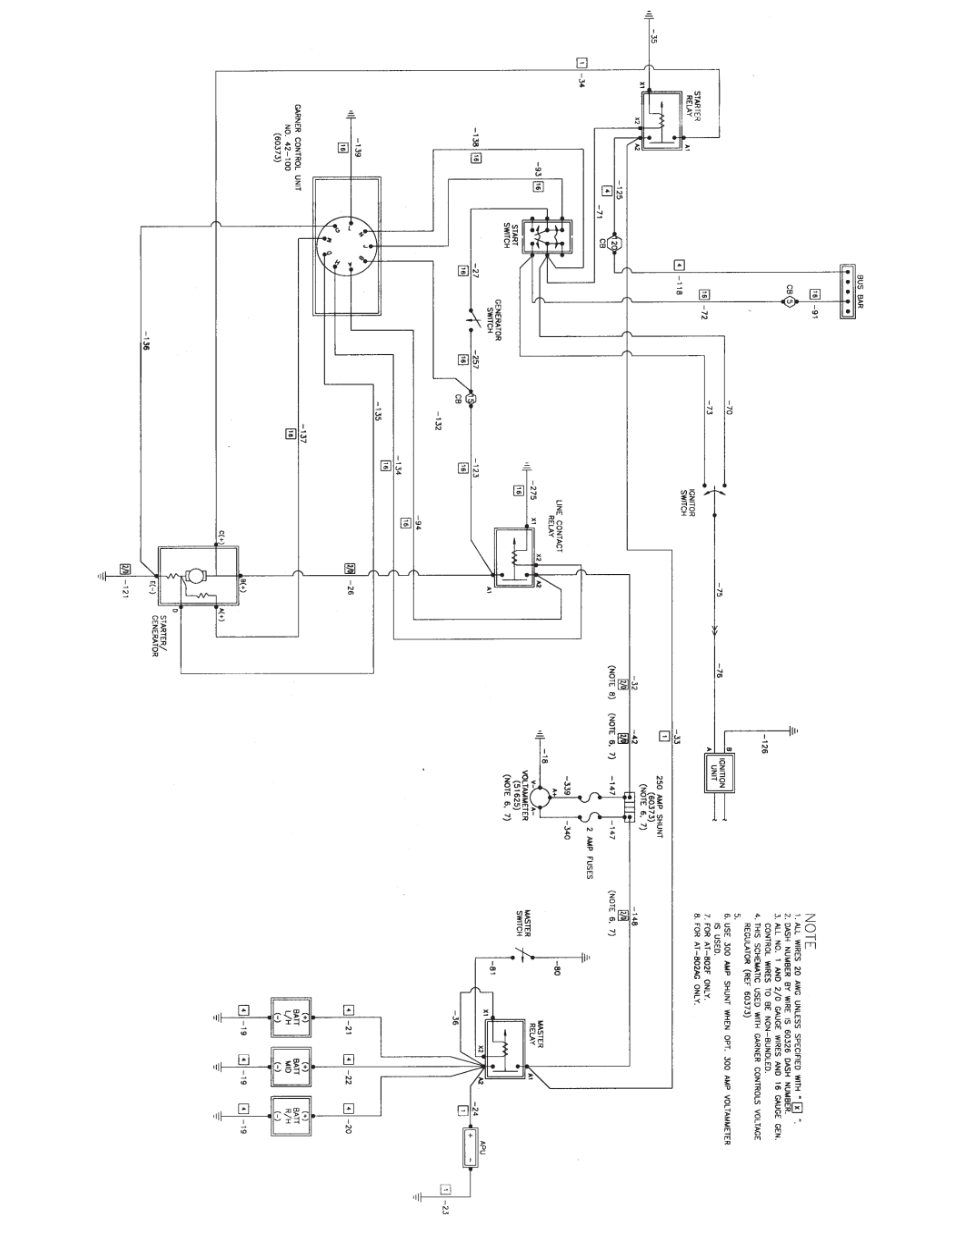 -35
1
-34
STARTER
RELAY
X1
X2
A2
A1
-125
4
-71
20
CB
4
-118
BUS BAR
16
-91
CB
5
16
-72
-138
16
-93
16
START
SWITCH
-139
16
GARNER CONTROL UNIT
NO. 42-100
(60373)
-27
16
GENERATOR
SWITCH
-257
16
15
CB
-132
-123
16
-136
-137
16
-135
-134
16
-94
16
-70
-73
IGNITOR
SWITCH
-75
-76
-126
B
A
IGNITION
UNIT
-275
16
LINE CONTACT
RELAY
X1
X2
A1
A2
C(+)
B(+)
E(-)
A(+)
D
STARTER/
GENERATOR
2/0
-121
2/0
-26
-32
2/0
(NOTE 8)
-42
2/0
(NOTE 6, 7)
-33
1
250 AMP SHUNT
(60373)
(NOTE 6, 7)
-147
-147
-339
-340
2 AMP FUSES
-18
V-
A+
A-
VOLTAMMETER
(51625)
(NOTE 6, 7)
-148
2/0
(NOTE 6, 7)
MASTER
SWITCH
-80
-81
-36
MASTER
RELAY
X1
X2
A2
A1
-24
1
APU
+
-
1
-23
4
-21
(+)
BATT
L/H
(-)
4
-19
4
-22
(+)
BATT
MID
(-)
4
-19
4
-20
(+)
BATT
R/H
(-)
4
-19
NOTE
1. ALL WIRES 20 AWG UNLESS SPECIFIED WITH " X ".
2. DASH NUMBER BY WIRE IS 60326 DASH NUMBER.
3. ALL NO. 1 AND 2/0 GAUGE WIRES AND 16 GAUGE GEN.
CONTROL WIRES TO BE NON-BUNDLED.
4. THIS SCHEMATIC USED WITH GARNER CONTROLS VOLTAGE
REGULATOR (REF 60373)
5.
6. USE 300 AMP SHUNT WHEN OPT. 300 AMP VOLTAMMETER
IS USED.
7. FOR AT-802F ONLY.
8. FOR AT-802AG ONLY.